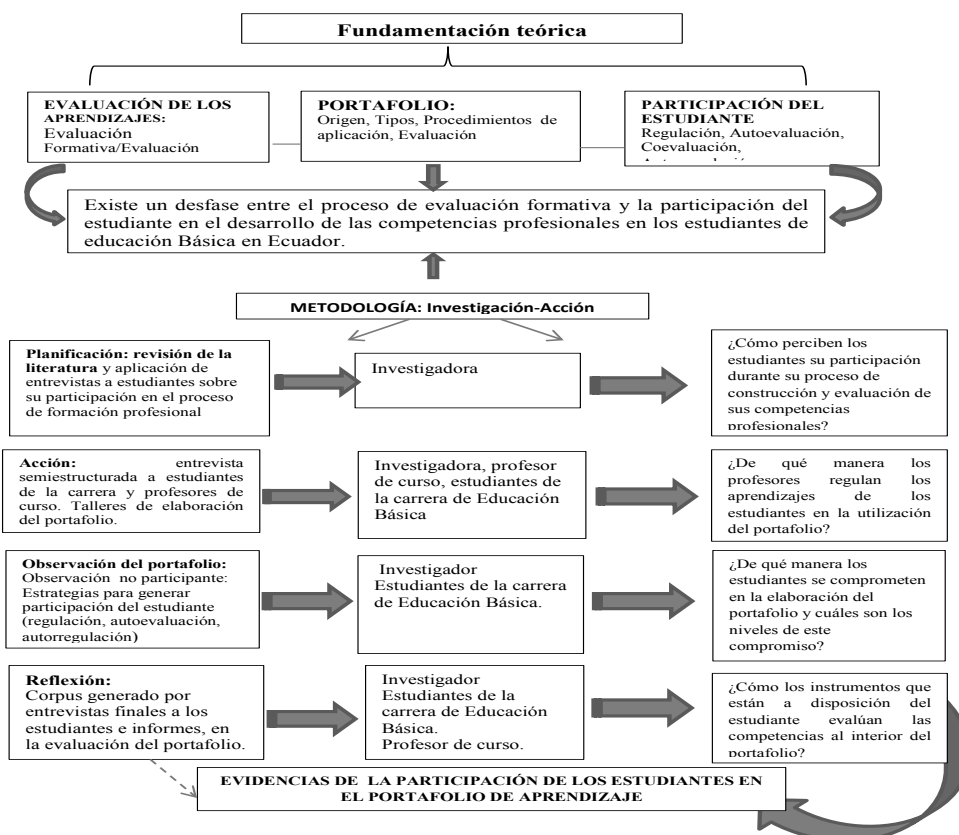 Fundamentación teórica
EVALUACIÓN DE LOS
APRENDIZAJES:
Evaluación
Formativa/Evaluación
PORTAFOLIO:
Origen, Tipos, Procedimientos de
aplicación, Evaluación
PARTICIPACIÓN DEL
ESTUDIANTE
Regulación, Autoevaluación,
Coevaluación,
Existe un desfase entre el proceso de evaluación formativa y la participación del
estudiante en el desarrollo de las competencias profesionales en los estudiantes de
educación Básica en Ecuador.
METODOLOGÍA: Investigación-Acción
Planificación: revisión de la
literatura y aplicación de
entrevistas a estudiantes sobre
su participación en el proceso
de formación profesional
Investigadora
¿Cómo perciben los
estudiantes su participación
durante su proceso de
construcción y evaluación de
sus competencias
profesionales?
Acción: entrevista
semiestructurada a estudiantes
de la carrera y profesores de
curso. Talleres de elaboración
del portafolio.
Investigadora, profesor
de curso, estudiantes de
la carrera de Educación
Básica
¿De qué manera los
profesores regulan los
aprendizajes de los
estudiantes en la utilización
del portafolio?
Observación del portafolio:
Observación no participante:
Estrategias para generar
participación del estudiante
(regulación, autoevaluación,
autorregulación)
Investigador
Estudiantes de la carrera
de Educación Básica.
¿De qué manera los
estudiantes se comprometen
en la elaboración del
portafolio y cuáles son los
niveles de este
compromiso?
Reflexión:
Corpus generado por
entrevistas finales a los
estudiantes e informes, en
la evaluación del portafolio.
Investigador
Estudiantes de la
carrera de Educación
Básica.
Profesor de curso.
¿Cómo los instrumentos que
están a disposición del
estudiante evalúan las
competencias al interior del
portafolio?
EVIDENCIAS DE LA PARTICIPACIÓN DE LOS ESTUDIANTES EN
EL PORTAFOLIO DE APRENDIZAJE